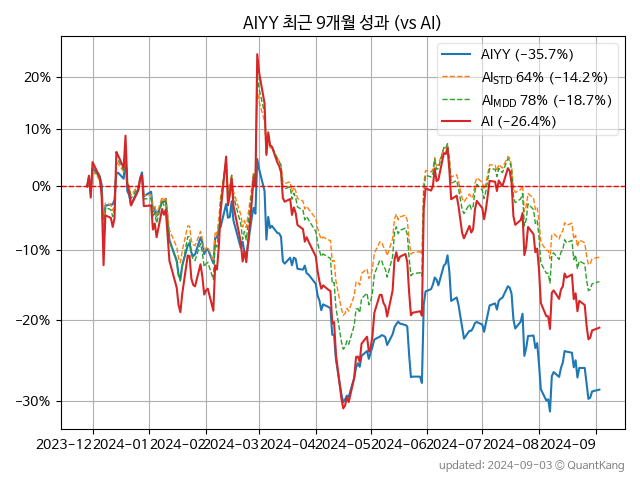 AIYY 최근 9개월 성과 (vs AI)
AIYY (−35.7%)
AI_STD 64% (−14.2%)
AI_MDD 78% (−18.7%)
AI (−26.4%)
20%
10%
0%
−10%
−20%
−30%
2023-12 2024-01 2024-02 2024-03 2024-04 2024-05 2024-06 2024-07 2024-08 2024-09
updated: 2024-09-03 © QuantKang